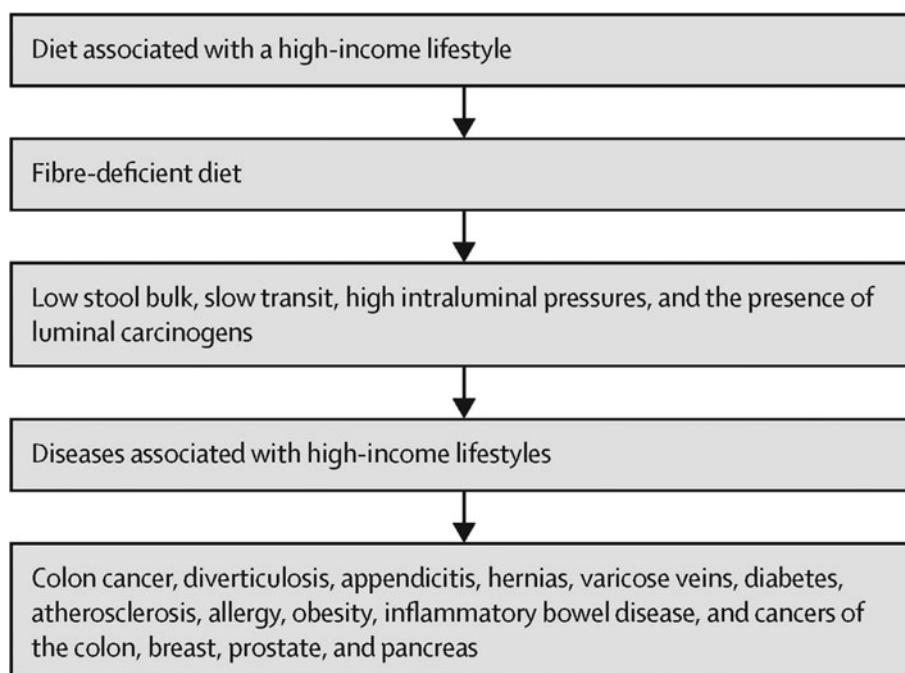 Diet associated with a high-income lifestyle
Fibre-deficient diet
Low stool bulk, slow transit, high intraluminal pressures, and the presence of
luminal carcinogens
Diseases associated with high-income lifestyles
Colon cancer, diverticulosis, appendicitis, hernias, varicose veins, diabetes,
atherosclerosis, allergy, obesity, inflammatory bowel disease, and cancers of
the colon, breast, prostate, and pancreas